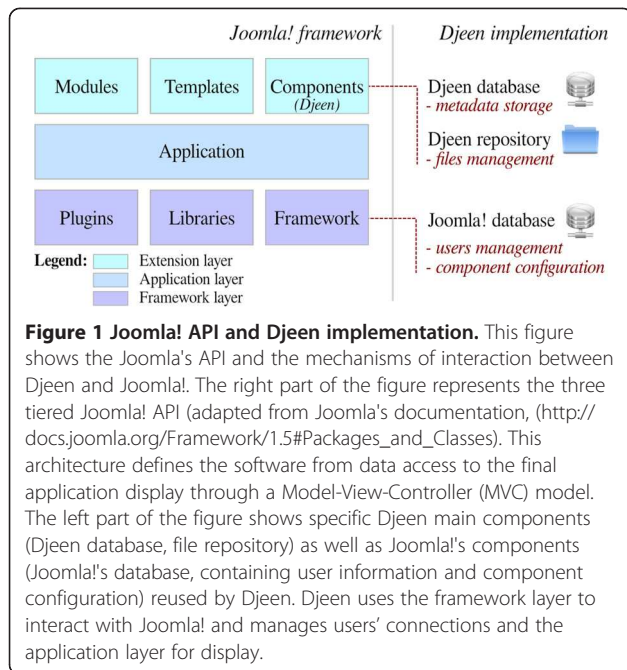 Joomla! framework
Djeen implementation
Modules
Templates
Components
(Djeen)
Djeen database
- metadata storage
Djeen repository
- files management
Application
Plugins
Libraries
Framework
Joomla! database
- users management
- component configuration
Legend:
Extension layer
Application layer
Framework layer
Figure 1 Joomla! API and Djeen implementation. This figure
shows the Joomla's API and the mechanisms of interaction between
Djeen and Joomla!. The right part of the figure represents the three
tiered Joomla! API (adapted from Joomla's documentation, (http://
docs.joomla.org/Framework/1.5#Packages_and_Classes). This
architecture defines the software from data access to the final
application display through a Model-View-Controller (MVC) model.
The left part of the figure shows specific Djeen main components
(Djeen database, file repository) as well as Joomla!'s components
(Joomla!'s database, containing user information and component
configuration) reused by Djeen. Djeen uses the framework layer to
interact with Joomla! and manages users' connections and the
application layer for display.